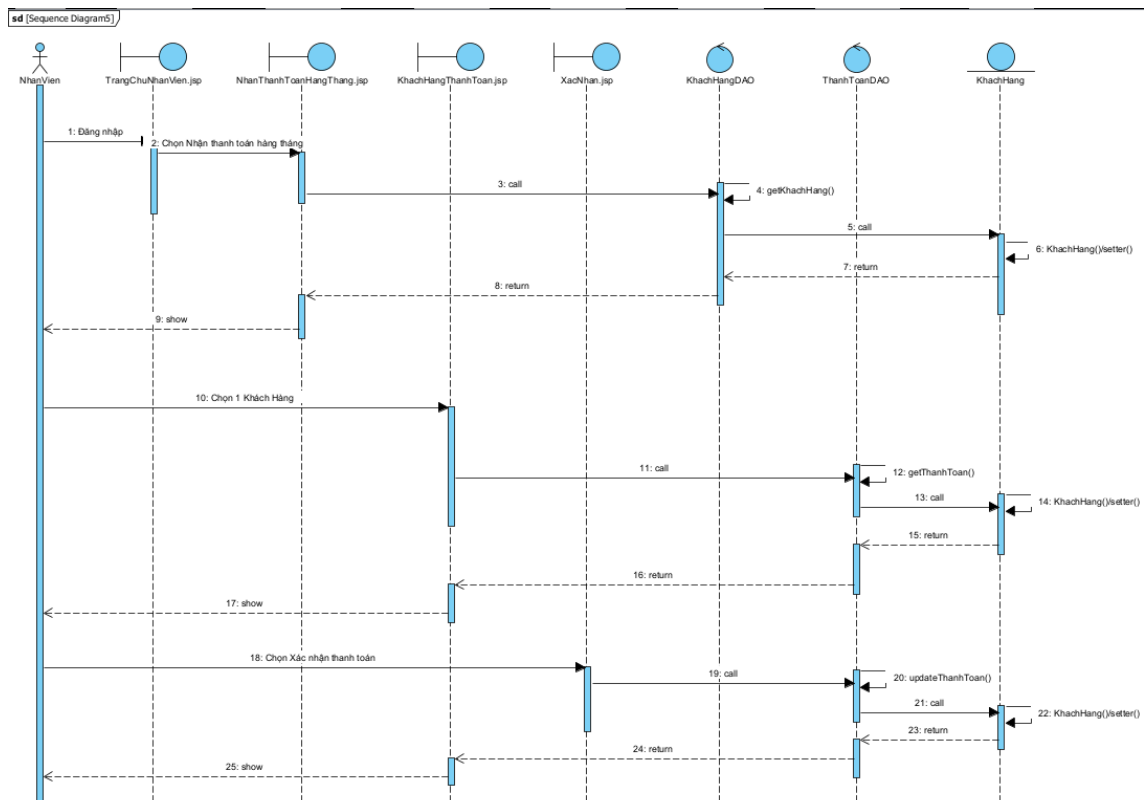 sd [Sequence Diagram5]
NhanVien
TrangChuNhanVien.jsp
NhanThanhToanHangThang.jsp
KhachHangThanhToan.jsp
XacNhan.jsp
KhachHangDAO
ThanhToanDAO
KhachHang
1: Đăng nhập
2: Chọn Nhận thanh toán hàng tháng
3: call
4: getKhachHang()
5: call
6: KhachHang()/setter()
7: return
8: return
9: show
10: Chọn 1 Khách Hàng
11: call
12: getThanhToan()
13: call
14: KhachHang()/setter()
15: return
16: return
17: show
18: Chọn Xác nhận thanh toán
19: call
20: updateThanhToan()
21: call
22: KhachHang()/setter()
23: return
24: return
25: show